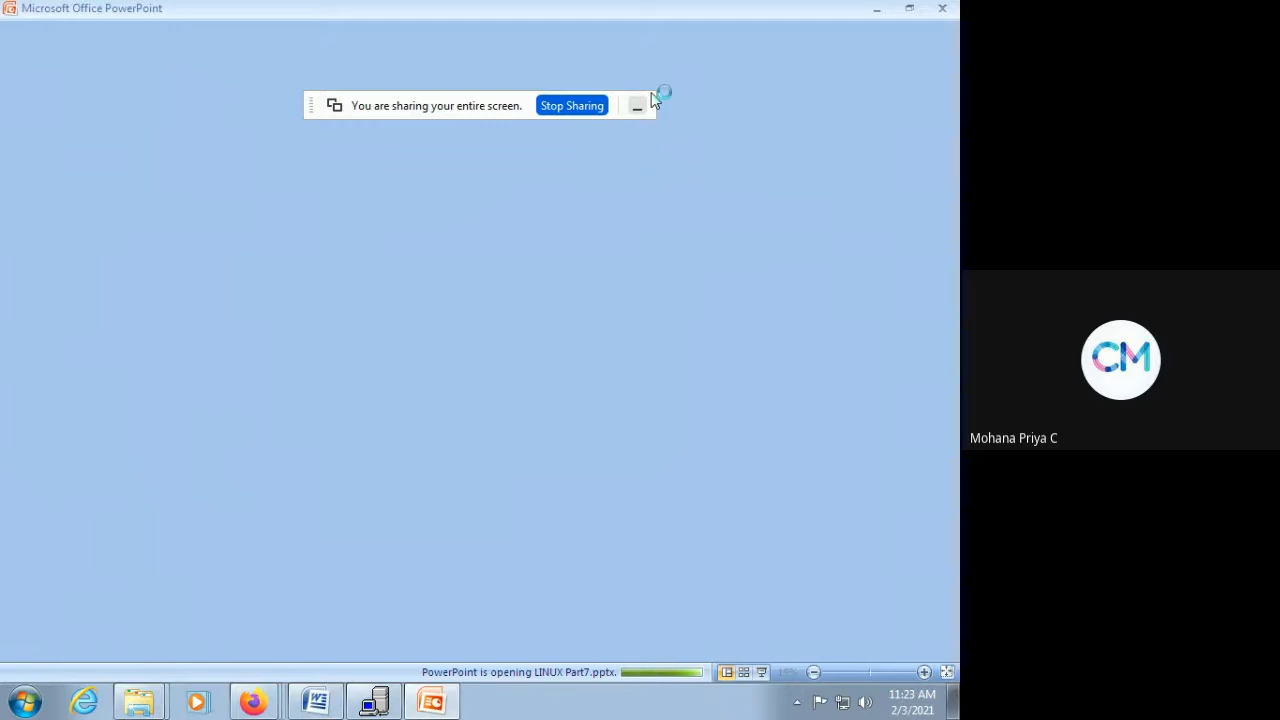 Microsoft Office PowerPoint
You are sharing your entire screen. Stop Sharing
CM
Mohana Priya C
PowerPoint is opening LINUX Part7.pptx.
11:23 AM
2/3/2021